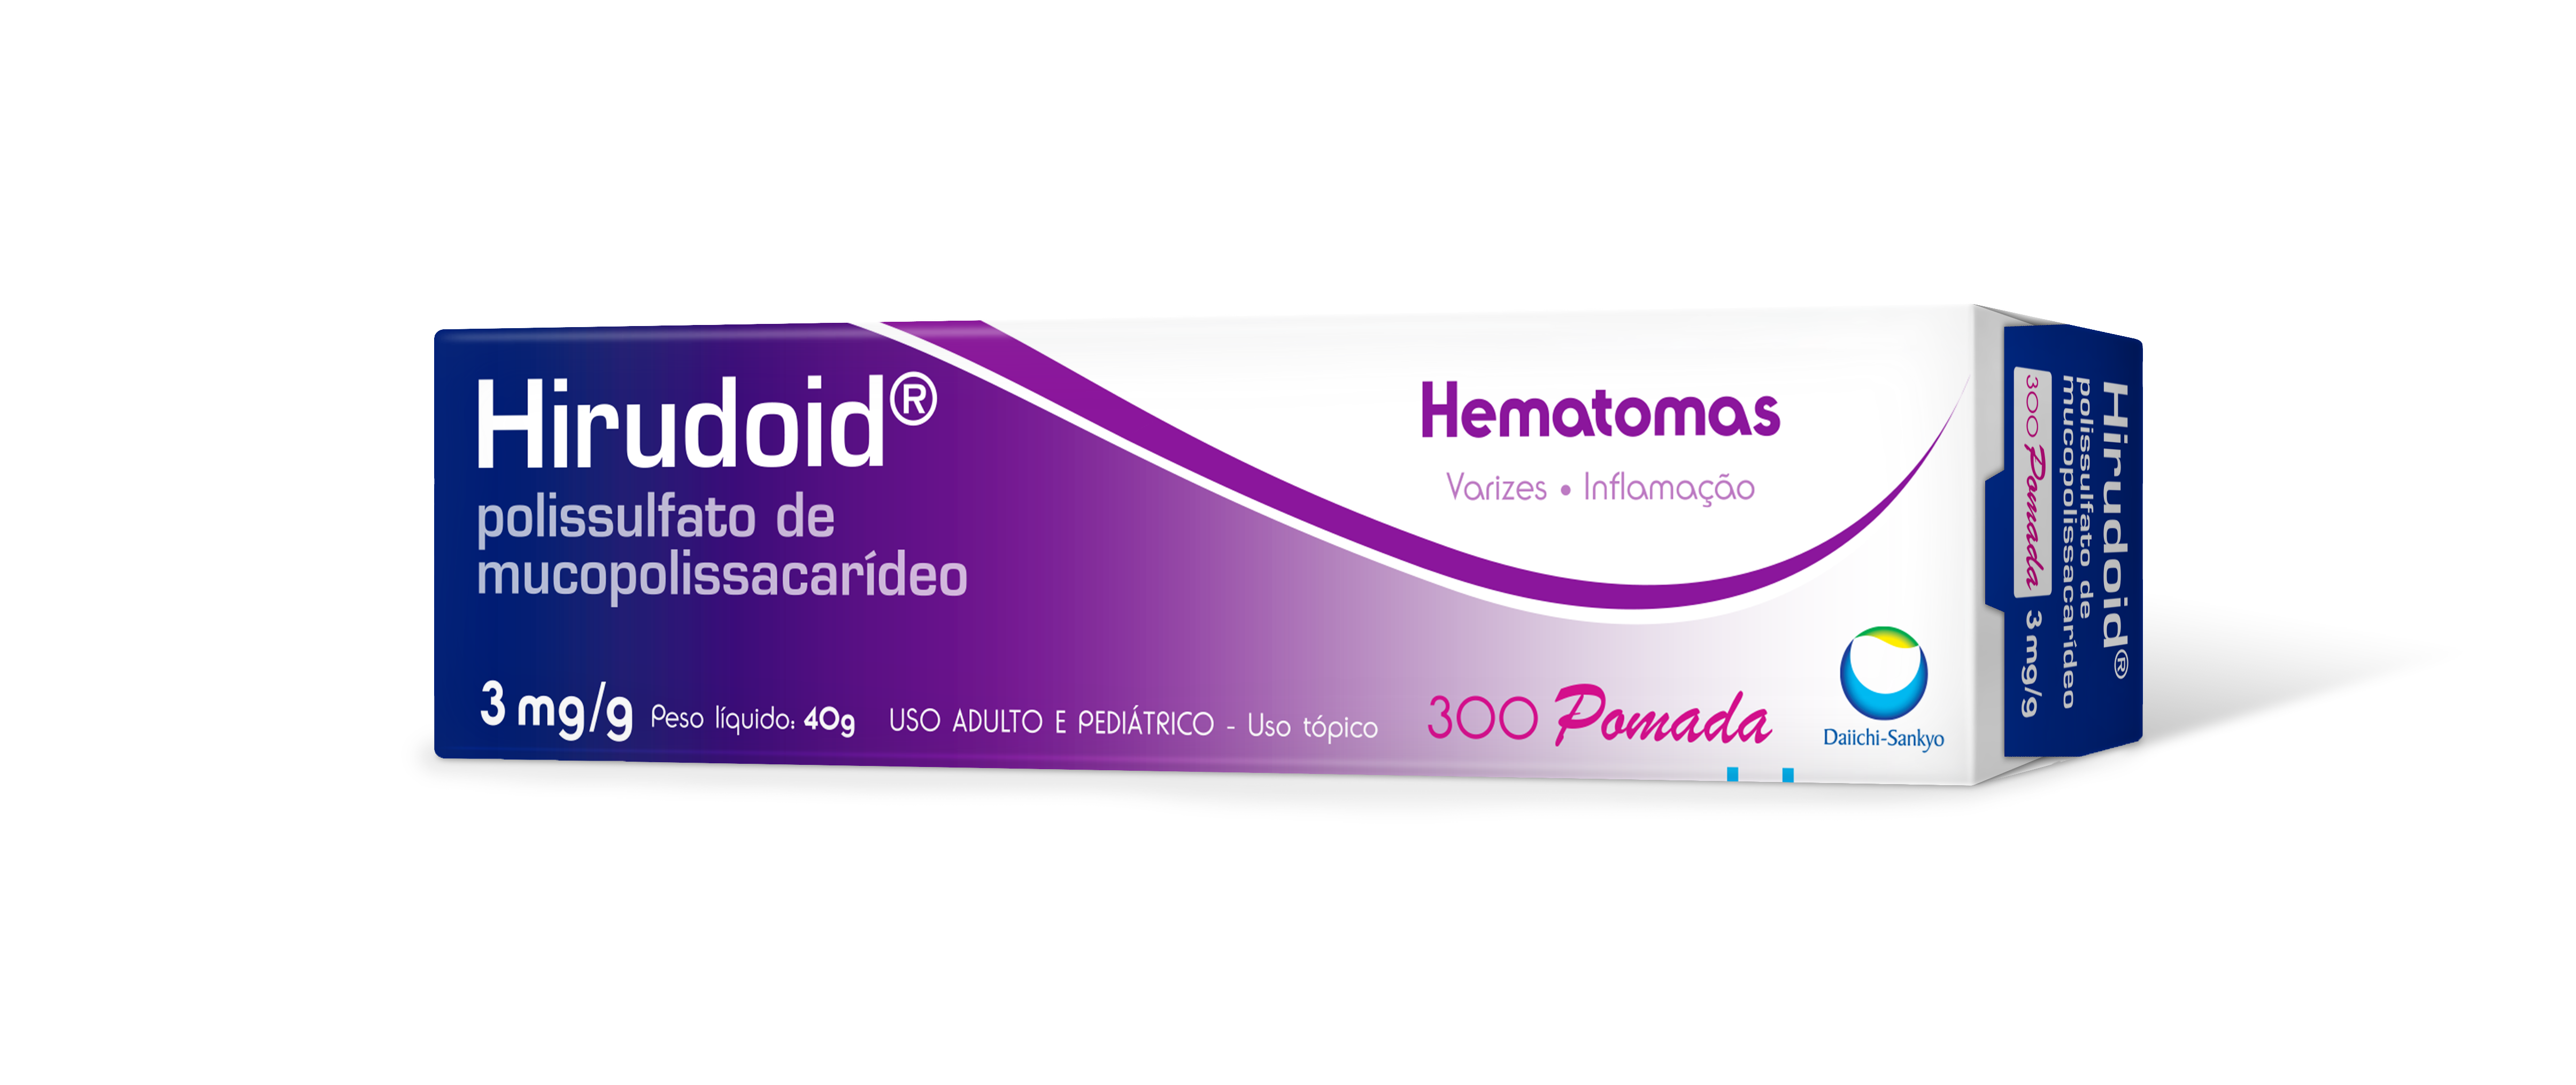 Hirudoid®
polissulfato de
mucopolissacarídeo
3 mg/g Peso líquido: 40g USO ADULTO E PEDIÁTRICO - Uso tópico
Hematomas
Varizes • Inflamação
300 Pomada
Daiichi-Sankyo
Hirudoid®
polissulfato de
mucopolissacarídeo
300 Pomada 3 mg/g